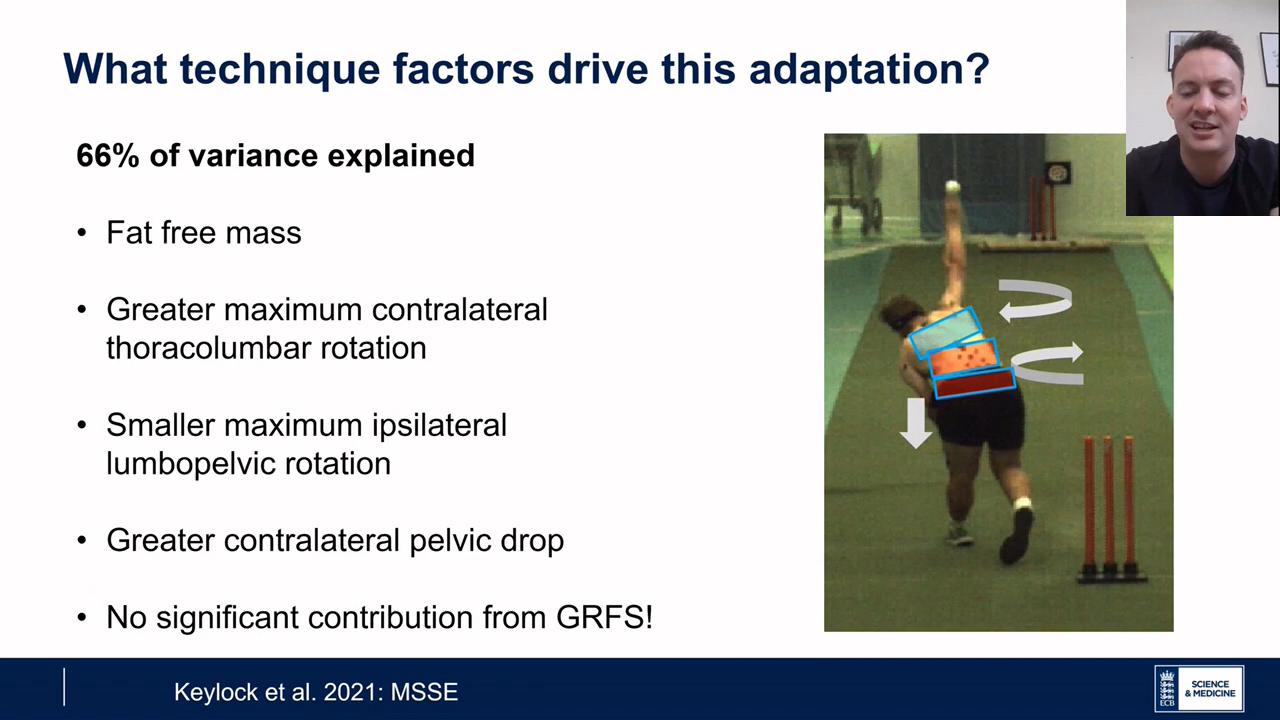 What technique factors drive this adaptation?
66% of variance explained
• Fat free mass
• Greater maximum contralateral
thoracolumbar rotation
• Smaller maximum ipsilateral
lumbopelvic rotation
• Greater contralateral pelvic drop
• No significant contribution from GRFS!
Keylock et al. 2021: MSSE
ECB
SCIENCE
& MEDICINE